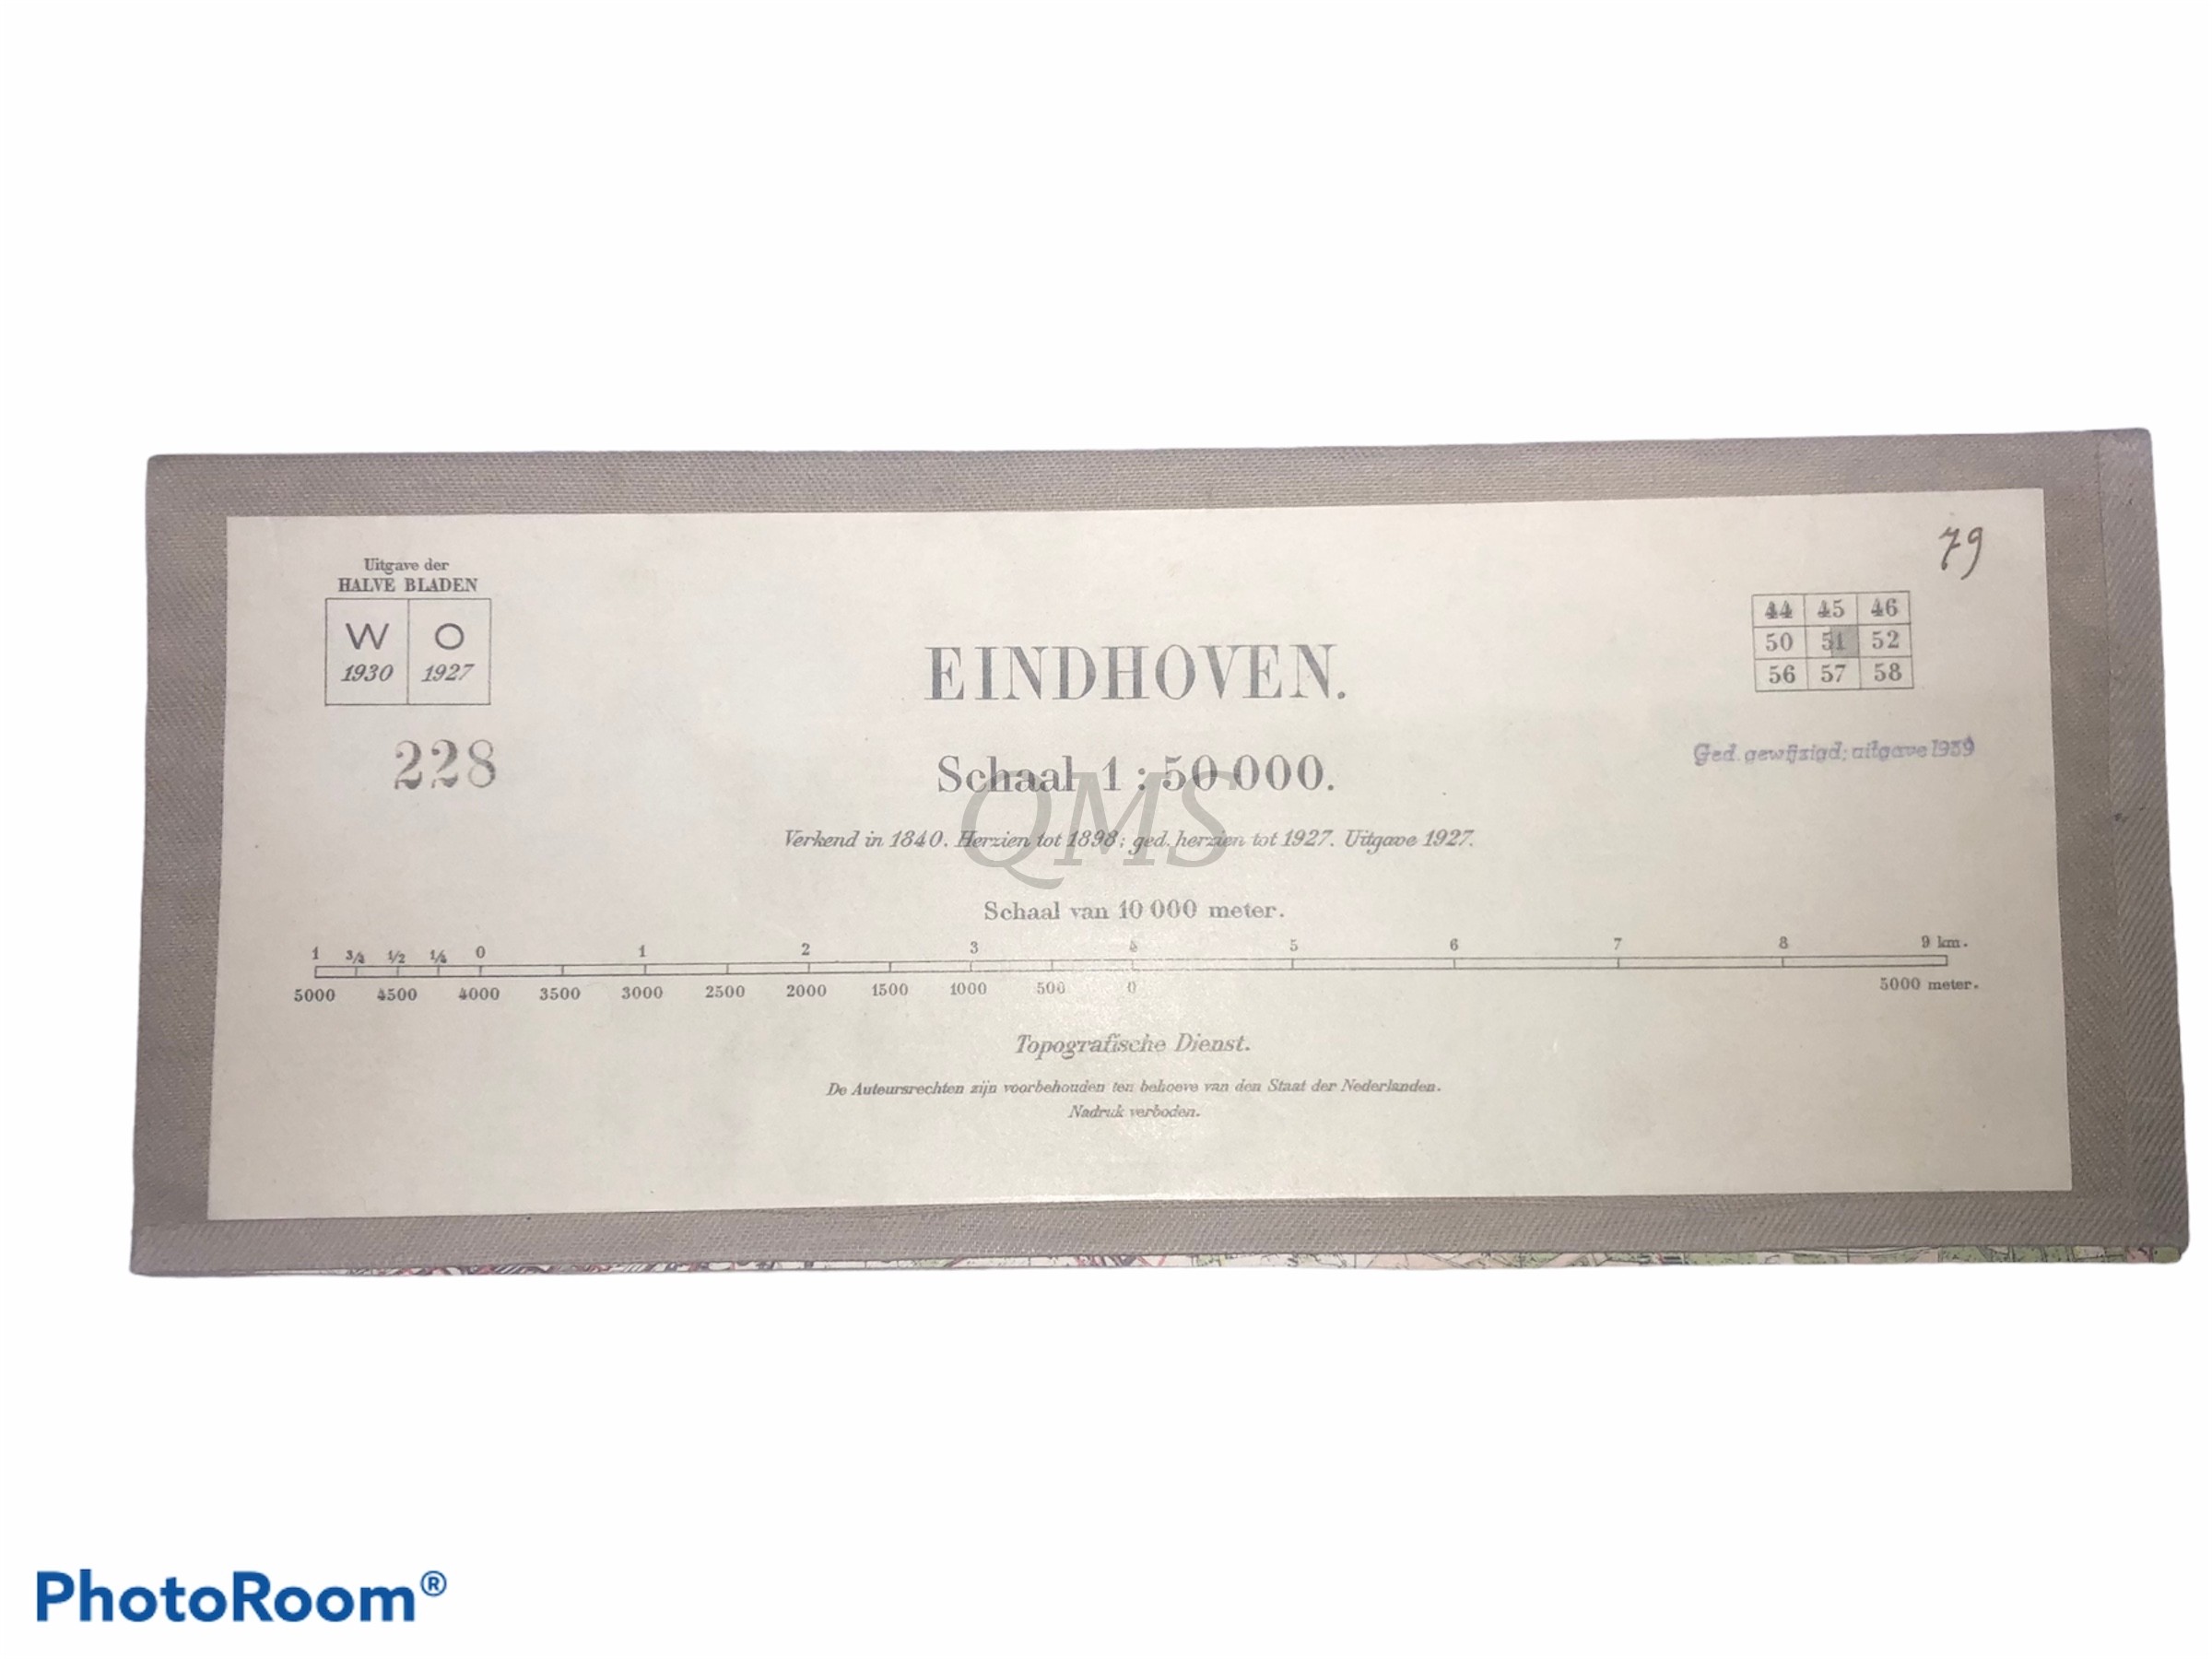 79
Uitgave der
HALVE BLADEN
W O
1930 1927
228
44 45 46
50 51 52
56 57 58
EINDHOVEN.
Ged. gewijzigd; uitgave 1939
Schaal 1 : 50 000.
QMS
Verkend in 1840. Herzien tot 1898; ged. herzien tot 1927. Uitgave 1927.
Schaal van 10 000 meter.
1 3/4 1/2 1/4 0 1 2 3 4 5 6 7 8 9 km.
5000 4500 4000 3500 3000 2500 2000 1500 1000 500 0 5000 meter.
Topografische Dienst.
De Auteursrechten zijn voorbehouden ten behoeve van den Staat der Nederlanden.
Nadruk verboden.
PhotoRoom®